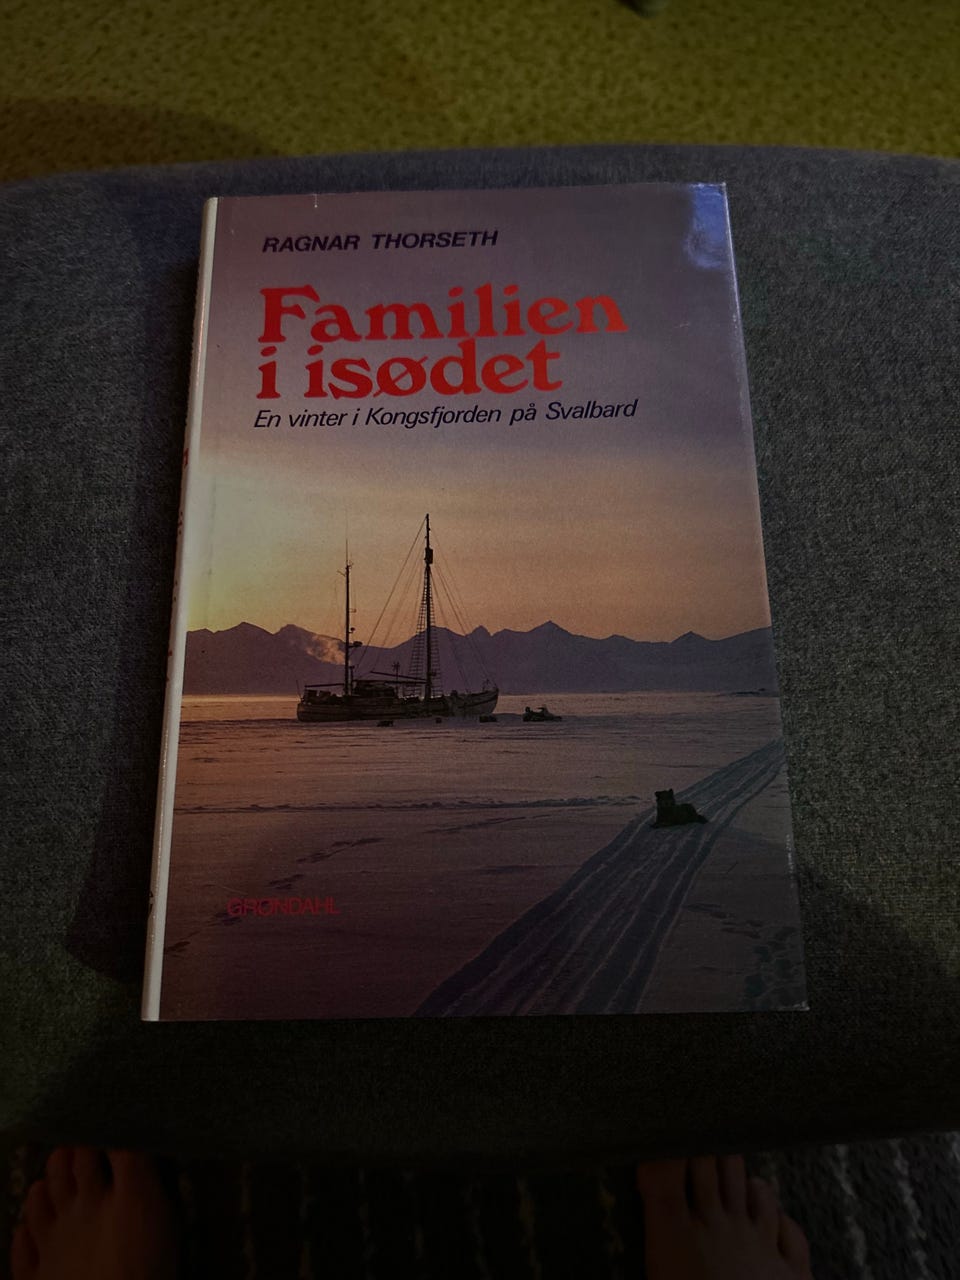 RAGNAR THORSETH
Familien
i isødet
En vinter i Kongsfjorden på Svalbard
GRØNDAHL